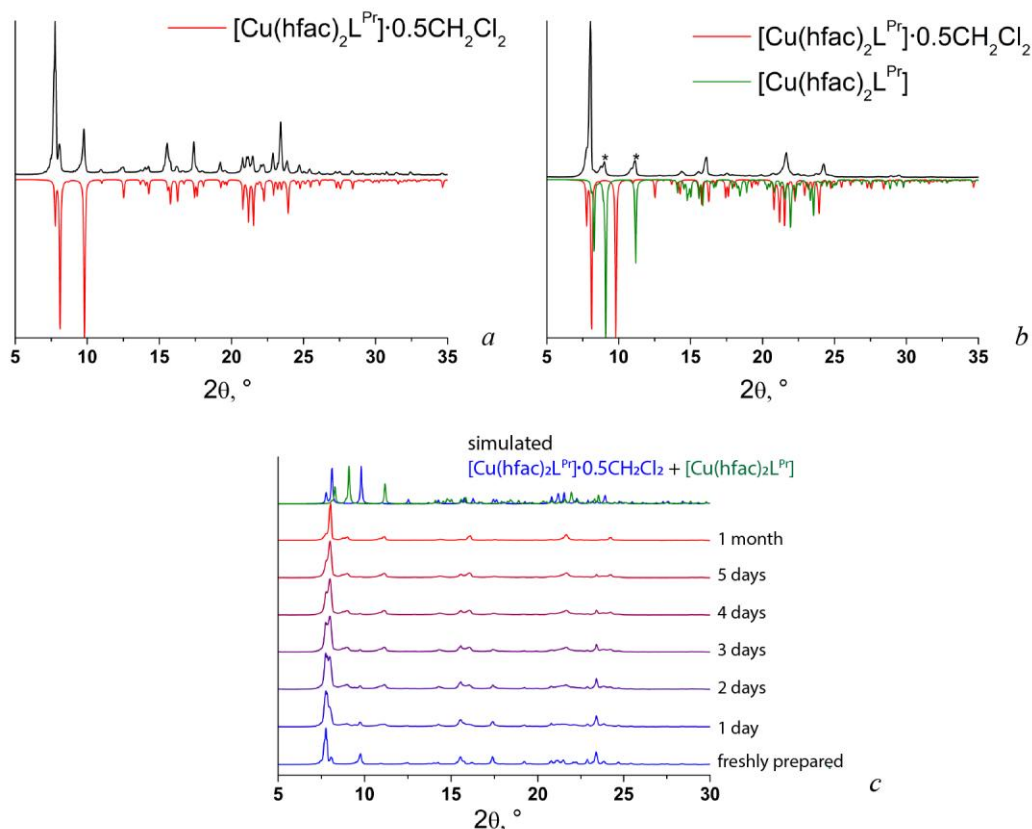 [Cu(hfac)₂Lᴾʳ]·0.5CH₂Cl₂
5 10 15 20 25 30 35
2θ, °
a
[Cu(hfac)₂Lᴾʳ]·0.5CH₂Cl₂
[Cu(hfac)₂Lᴾʳ]
* *
5 10 15 20 25 30 35
2θ, °
b
simulated
[Cu(hfac)₂Lᴾʳ]·0.5CH₂Cl₂ + [Cu(hfac)₂Lᴾʳ]
1 month
5 days
4 days
3 days
2 days
1 day
freshly prepared
5 10 15 20 25 30
2θ, °
c